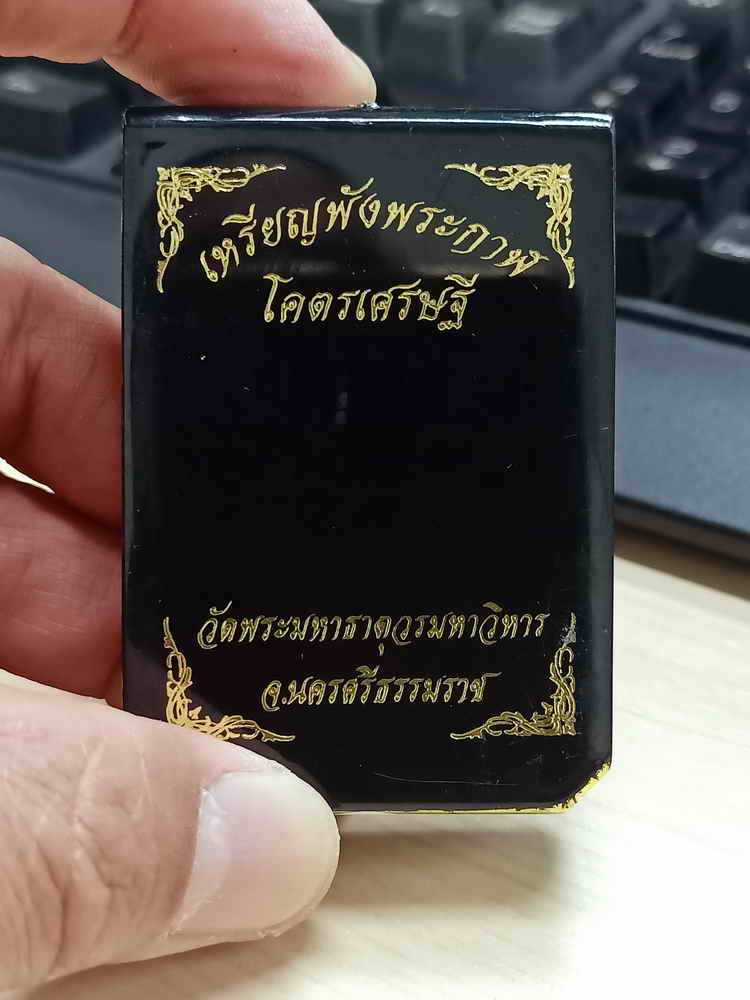 เหรียญพังพระกาฬ
โคตรเศรษฐี
วัดพระมหาธาตุวรมหาวิหาร
จ.นครศรีธรรมราช